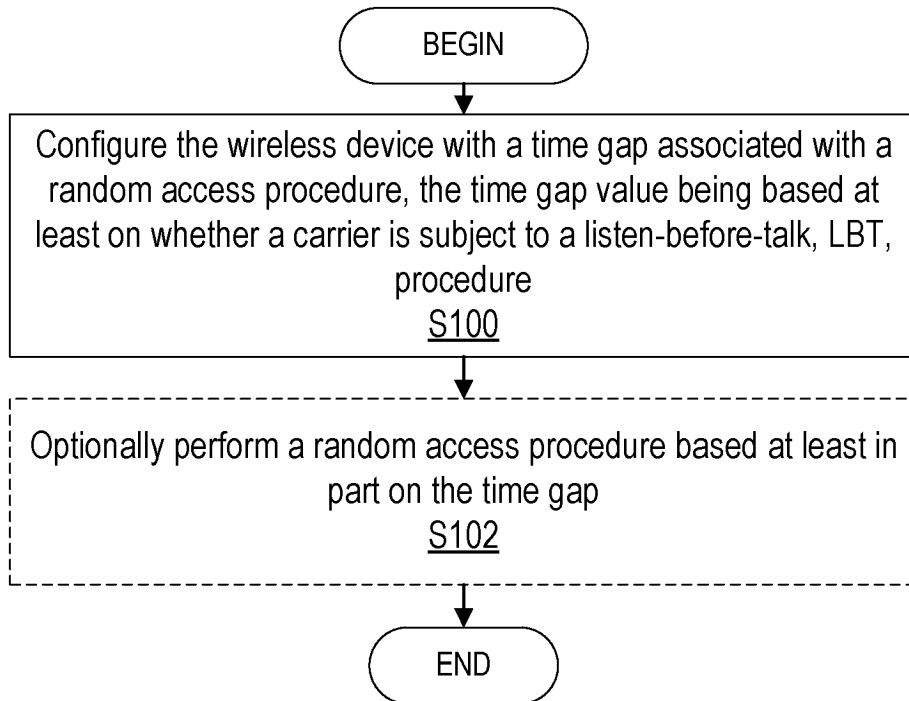 BEGIN
Configure the wireless device with a time gap associated with a
random access procedure, the time gap value being based at
least on whether a carrier is subject to a listen-before-talk, LBT,
procedure
S100
Optionally perform a random access procedure based at least in
part on the time gap
S102
END